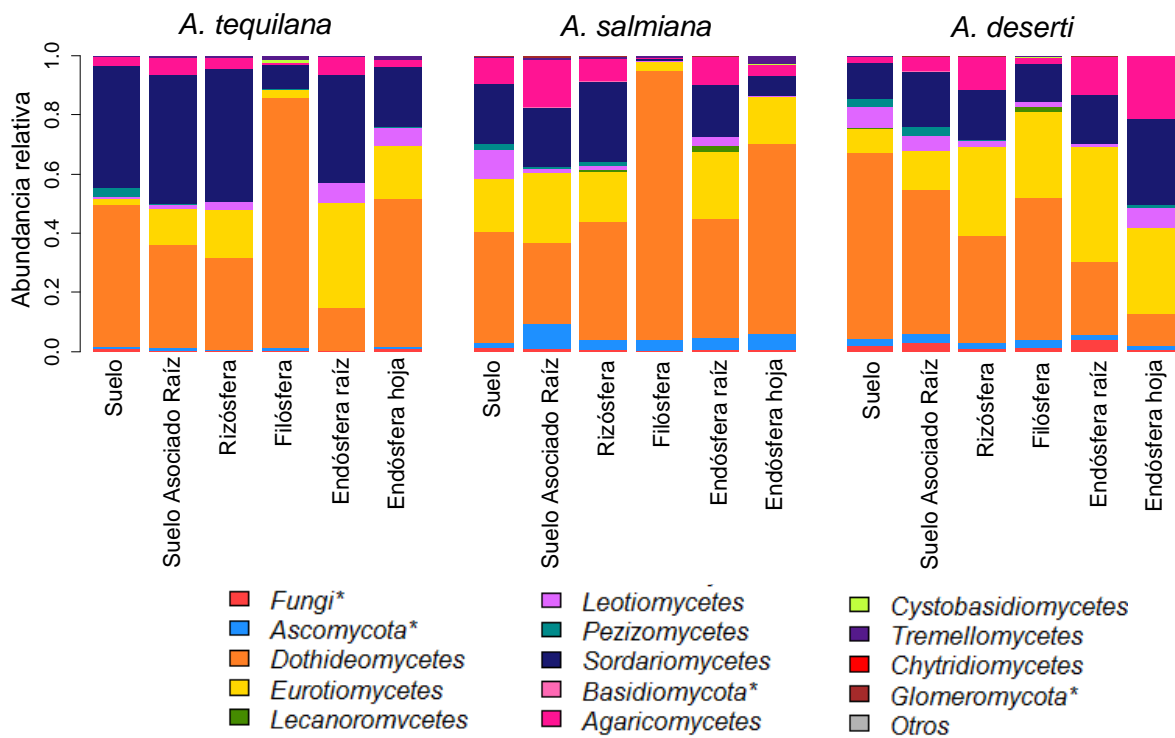 A. tequilana
A. salmiana
A. deserti
Abundancia relativa
0.0
0.2
0.4
0.6
0.8
1.0
Suelo
Suelo Asociado Raíz
Rizósfera
Filósfera
Endósfera raíz
Endósfera hoja
Suelo
Suelo Asociado Raíz
Rizósfera
Filósfera
Endósfera raíz
Endósfera hoja
Suelo
Suelo Asociado Raíz
Rizósfera
Filósfera
Endósfera raíz
Endósfera hoja
Fungi*
Ascomycota*
Dothideomycetes
Eurotiomycetes
Lecanoromycetes
Leotiomycetes
Pezizomycetes
Sordariomycetes
Basidiomycota*
Agaricomycetes
Cystobasidiomycetes
Tremellomycetes
Chytridiomycetes
Glomeromycota*
Otros